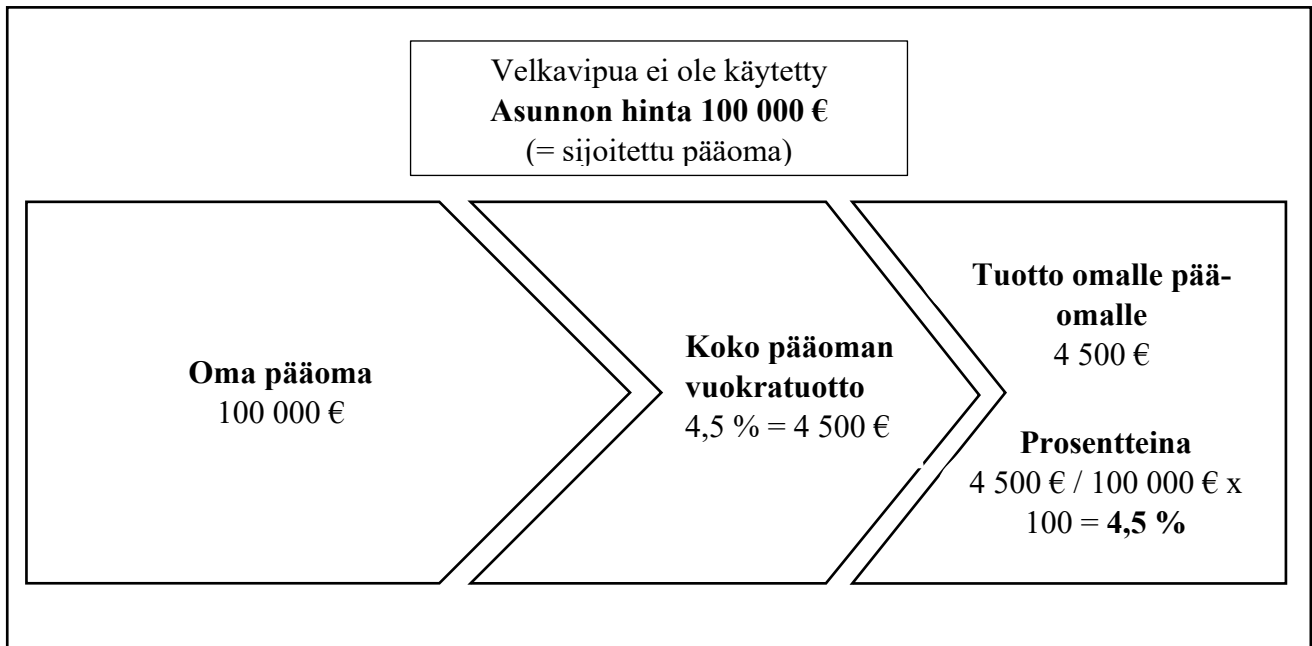 Velkavipua ei ole käytetty
Asunnon hinta 100 000 €
(= sijoitettu pääoma)
Oma pääoma
100 000 €
Koko pääoman
vuokratuotto
4,5 % = 4 500 €
Tuotto omalle pää-
omalle
4 500 €
Prosentteina
4 500 € / 100 000 € x
100 = 4,5 %